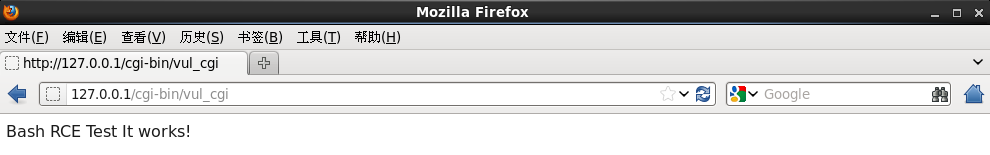 Mozilla Firefox
文件(F) 编辑(E) 查看(V) 历史(S) 书签(B) 工具(T) 帮助(H)
http://127.0.0.1/cgi-bin/vul_cgi
127.0.0.1/cgi-bin/vul_cgi Google
Bash RCE Test It works!